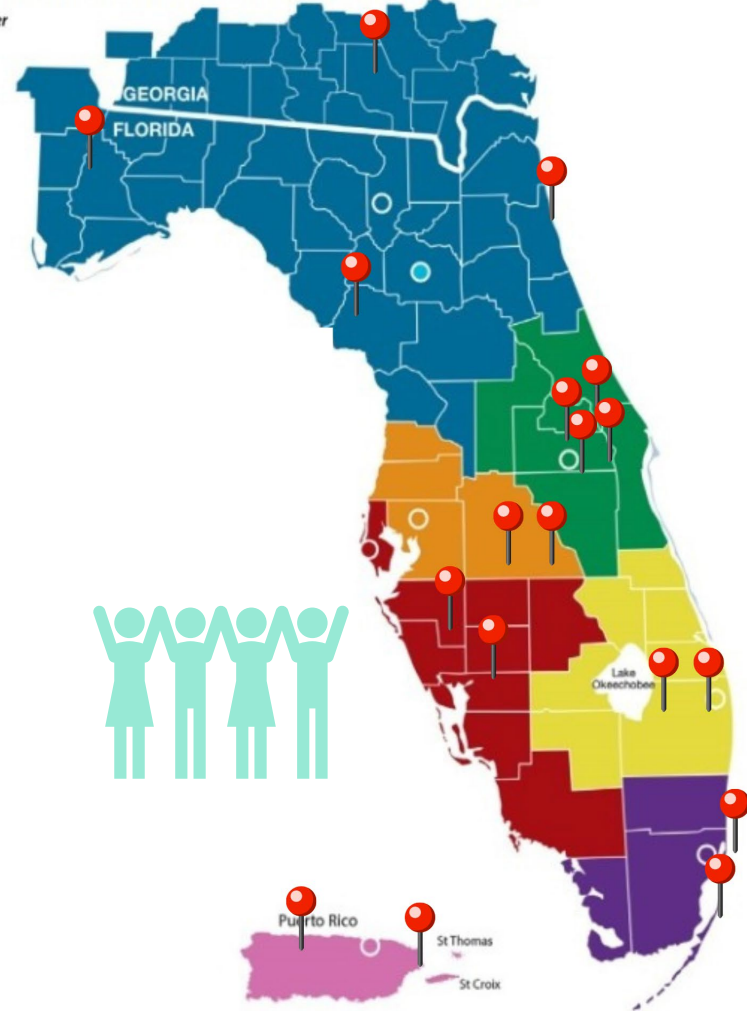 GEORGIA
FLORIDA
Lake
Okeechobee
Puerto Rico
St Thomas
St Croix